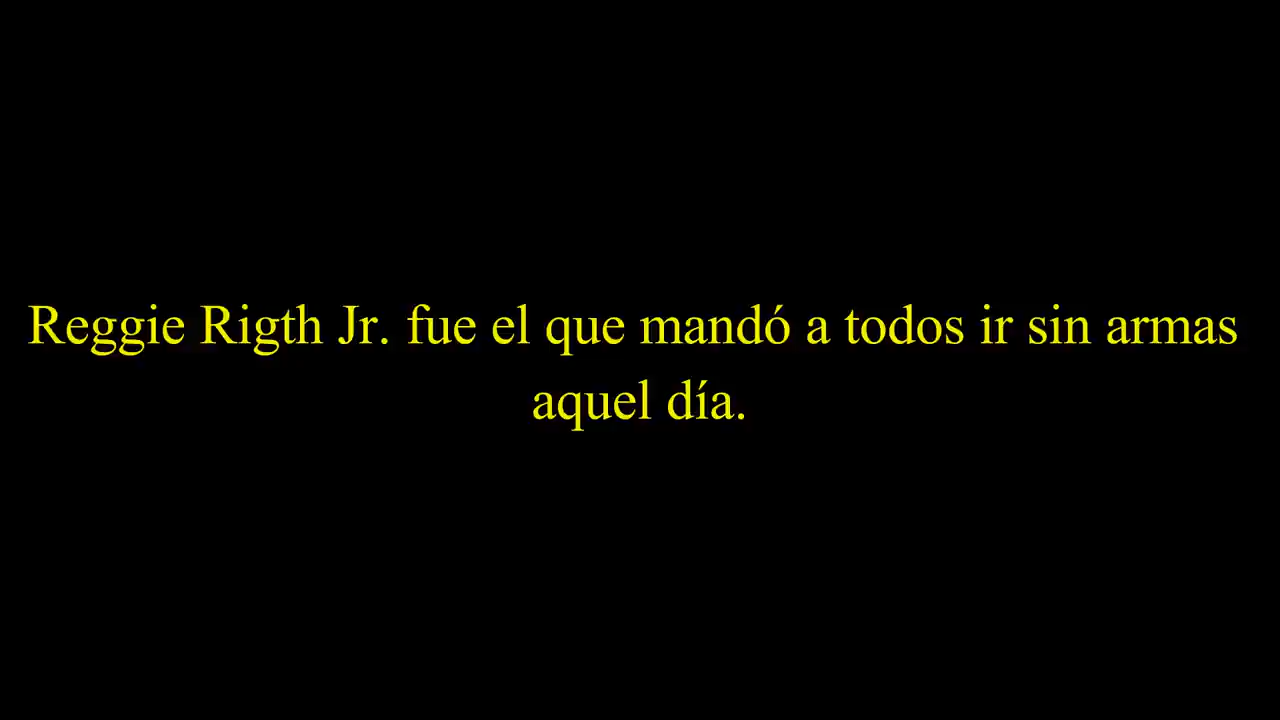 Reggie Rigth Jr. fue el que mandó a todos ir sin armas
aquel día.